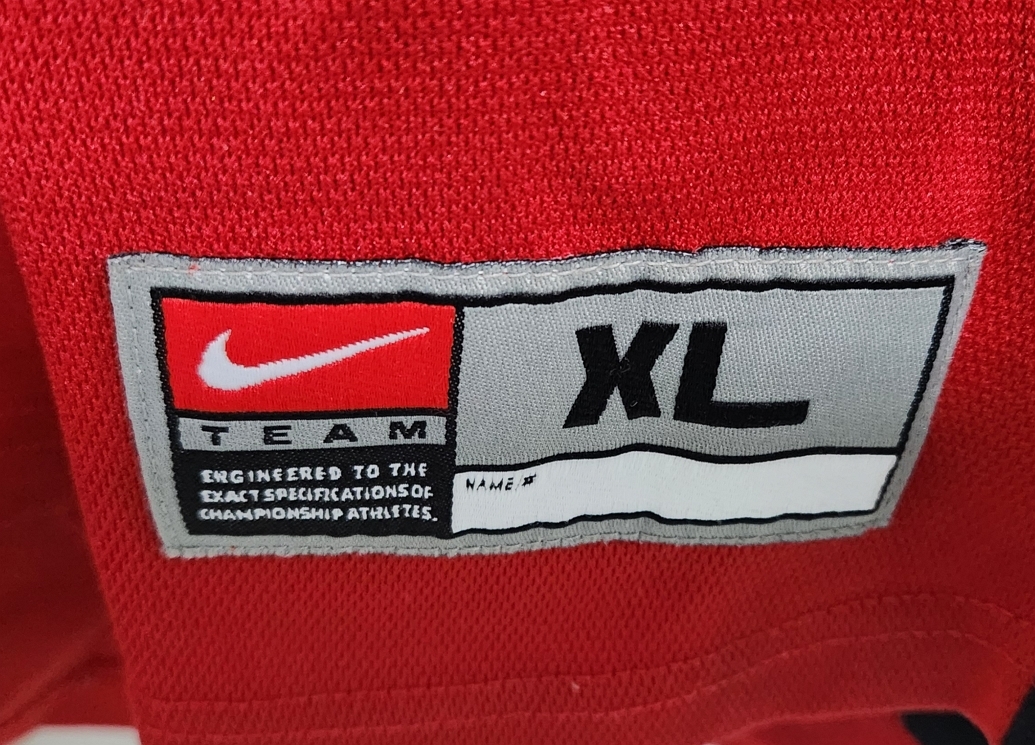 XL
TEAM
ENGINEERED TO THE
EXACT SPECIFICATIONS OF
CHAMPIONSHIP ATHLETES.
NAME/#